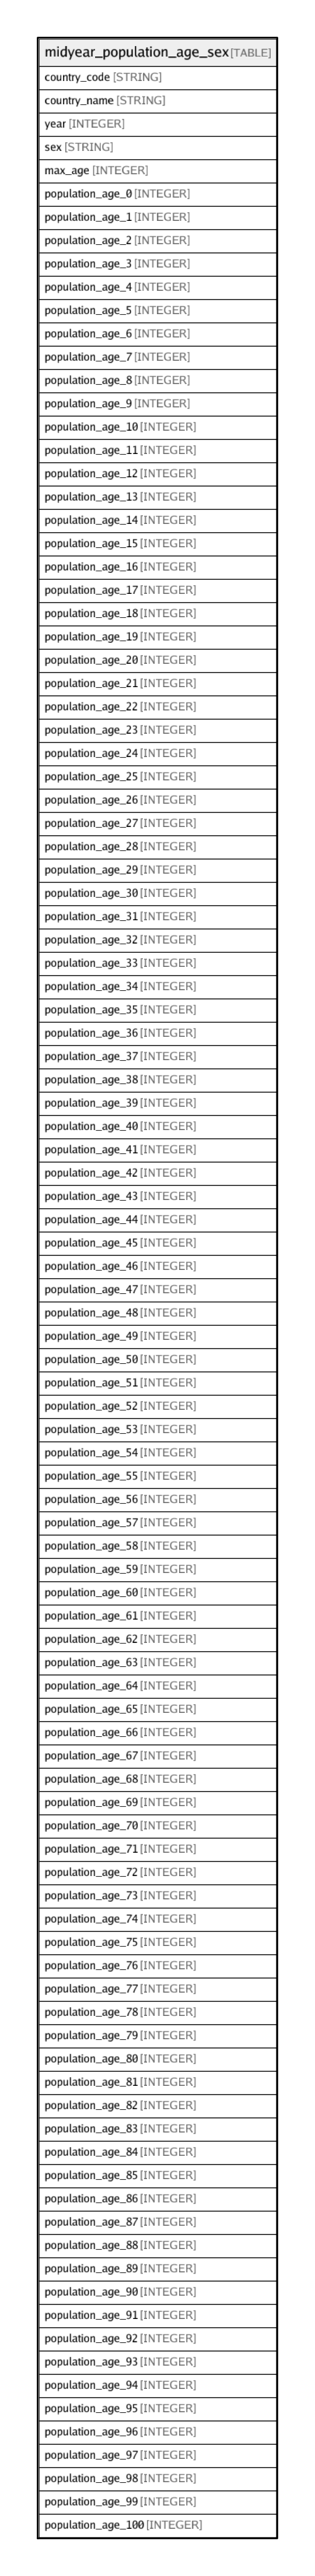 midyear_population_age_sex [TABLE]
country_code [STRING]
country_name [STRING]
year [INTEGER]
sex [STRING]
max_age [INTEGER]
population_age_0 [INTEGER]
population_age_1 [INTEGER]
population_age_2 [INTEGER]
population_age_3 [INTEGER]
population_age_4 [INTEGER]
population_age_5 [INTEGER]
population_age_6 [INTEGER]
population_age_7 [INTEGER]
population_age_8 [INTEGER]
population_age_9 [INTEGER]
population_age_10 [INTEGER]
population_age_11 [INTEGER]
population_age_12 [INTEGER]
population_age_13 [INTEGER]
population_age_14 [INTEGER]
population_age_15 [INTEGER]
population_age_16 [INTEGER]
population_age_17 [INTEGER]
population_age_18 [INTEGER]
population_age_19 [INTEGER]
population_age_20 [INTEGER]
population_age_21 [INTEGER]
population_age_22 [INTEGER]
population_age_23 [INTEGER]
population_age_24 [INTEGER]
population_age_25 [INTEGER]
population_age_26 [INTEGER]
population_age_27 [INTEGER]
population_age_28 [INTEGER]
population_age_29 [INTEGER]
population_age_30 [INTEGER]
population_age_31 [INTEGER]
population_age_32 [INTEGER]
population_age_33 [INTEGER]
population_age_34 [INTEGER]
population_age_35 [INTEGER]
population_age_36 [INTEGER]
population_age_37 [INTEGER]
population_age_38 [INTEGER]
population_age_39 [INTEGER]
population_age_40 [INTEGER]
population_age_41 [INTEGER]
population_age_42 [INTEGER]
population_age_43 [INTEGER]
population_age_44 [INTEGER]
population_age_45 [INTEGER]
population_age_46 [INTEGER]
population_age_47 [INTEGER]
population_age_48 [INTEGER]
population_age_49 [INTEGER]
population_age_50 [INTEGER]
population_age_51 [INTEGER]
population_age_52 [INTEGER]
population_age_53 [INTEGER]
population_age_54 [INTEGER]
population_age_55 [INTEGER]
population_age_56 [INTEGER]
population_age_57 [INTEGER]
population_age_58 [INTEGER]
population_age_59 [INTEGER]
population_age_60 [INTEGER]
population_age_61 [INTEGER]
population_age_62 [INTEGER]
population_age_63 [INTEGER]
population_age_64 [INTEGER]
population_age_65 [INTEGER]
population_age_66 [INTEGER]
population_age_67 [INTEGER]
population_age_68 [INTEGER]
population_age_69 [INTEGER]
population_age_70 [INTEGER]
population_age_71 [INTEGER]
population_age_72 [INTEGER]
population_age_73 [INTEGER]
population_age_74 [INTEGER]
population_age_75 [INTEGER]
population_age_76 [INTEGER]
population_age_77 [INTEGER]
population_age_78 [INTEGER]
population_age_79 [INTEGER]
population_age_80 [INTEGER]
population_age_81 [INTEGER]
population_age_82 [INTEGER]
population_age_83 [INTEGER]
population_age_84 [INTEGER]
population_age_85 [INTEGER]
population_age_86 [INTEGER]
population_age_87 [INTEGER]
population_age_88 [INTEGER]
population_age_89 [INTEGER]
population_age_90 [INTEGER]
population_age_91 [INTEGER]
population_age_92 [INTEGER]
population_age_93 [INTEGER]
population_age_94 [INTEGER]
population_age_95 [INTEGER]
population_age_96 [INTEGER]
population_age_97 [INTEGER]
population_age_98 [INTEGER]
population_age_99 [INTEGER]
population_age_100 [INTEGER]